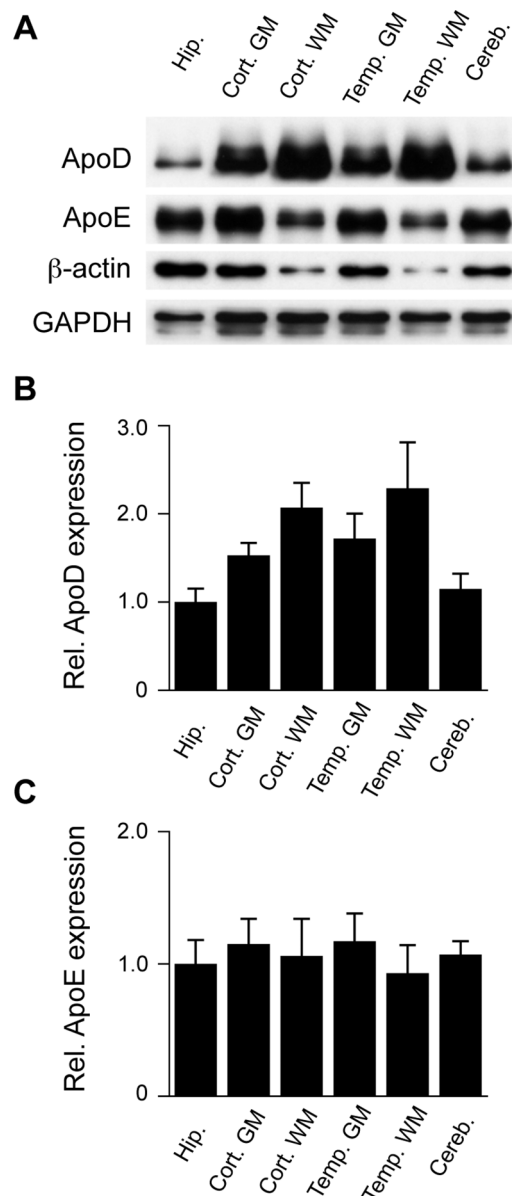 A
Hip. Cort. GM Cort. WM Temp. GM Temp. WM Cereb.
ApoD
ApoE
β-actin
GAPDH
B
Rel. ApoD expression
3.0
2.0
1.0
0
Hip. Cort. GM Cort. WM Temp. GM Temp. WM Cereb.
C
Rel. ApoE expression
2.0
1.0
0
Hip. Cort. GM Cort. WM Temp. GM Temp. WM Cereb.